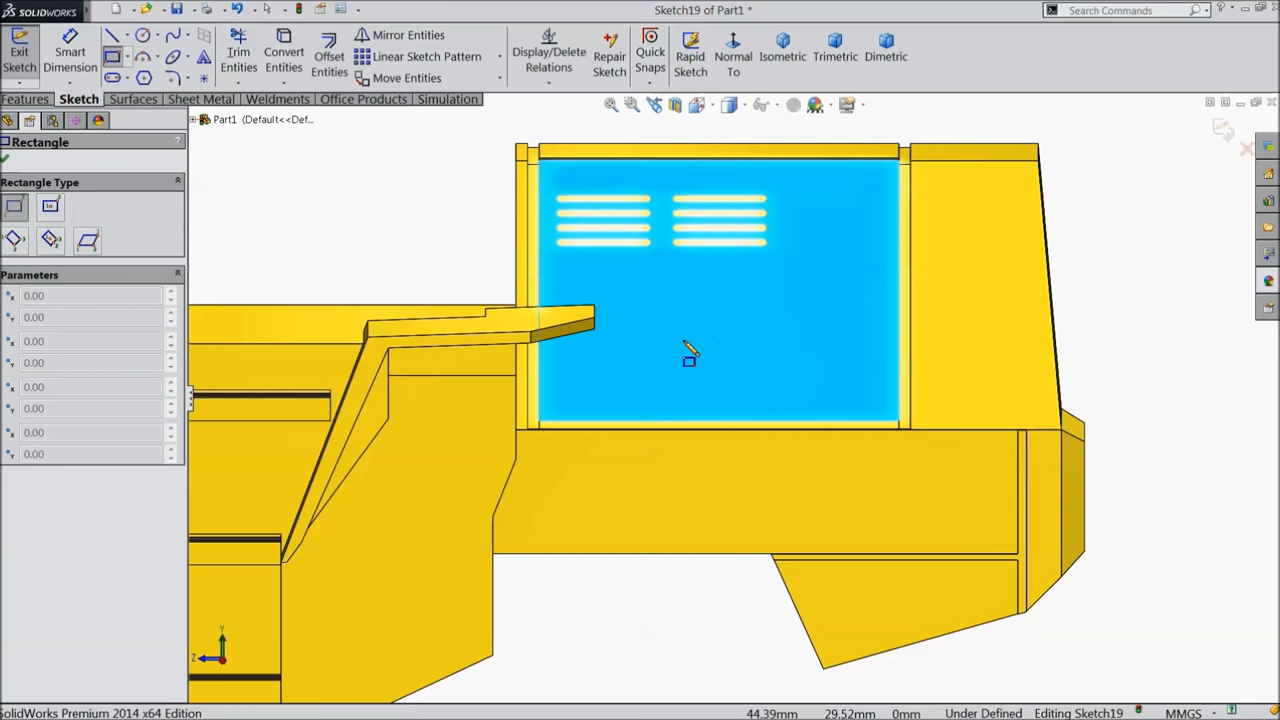 SOLIDWORKS
Sketch19 of Part1 *
Search Commands
Exit Sketch
Smart Dimension
Trim Entities
Convert Entities
Offset Entities
Mirror Entities
Linear Sketch Pattern
Move Entities
Display/Delete Relations
Repair Sketch
Quick Snaps
Rapid Sketch
Normal To
Isometric
Trimetric
Dimetric
Features
Sketch
Surfaces
Sheet Metal
Weldments
Office Products
Simulation
Part1 (Default<<Def...
Rectangle
?
Rectangle Type
Parameters
0.00
0.00
0.00
0.00
0.00
0.00
0.00
0.00
Y
Z
SolidWorks Premium 2014 x64 Edition
44.39mm
29.52mm
0mm
Under Defined
Editing Sketch19
MMGS